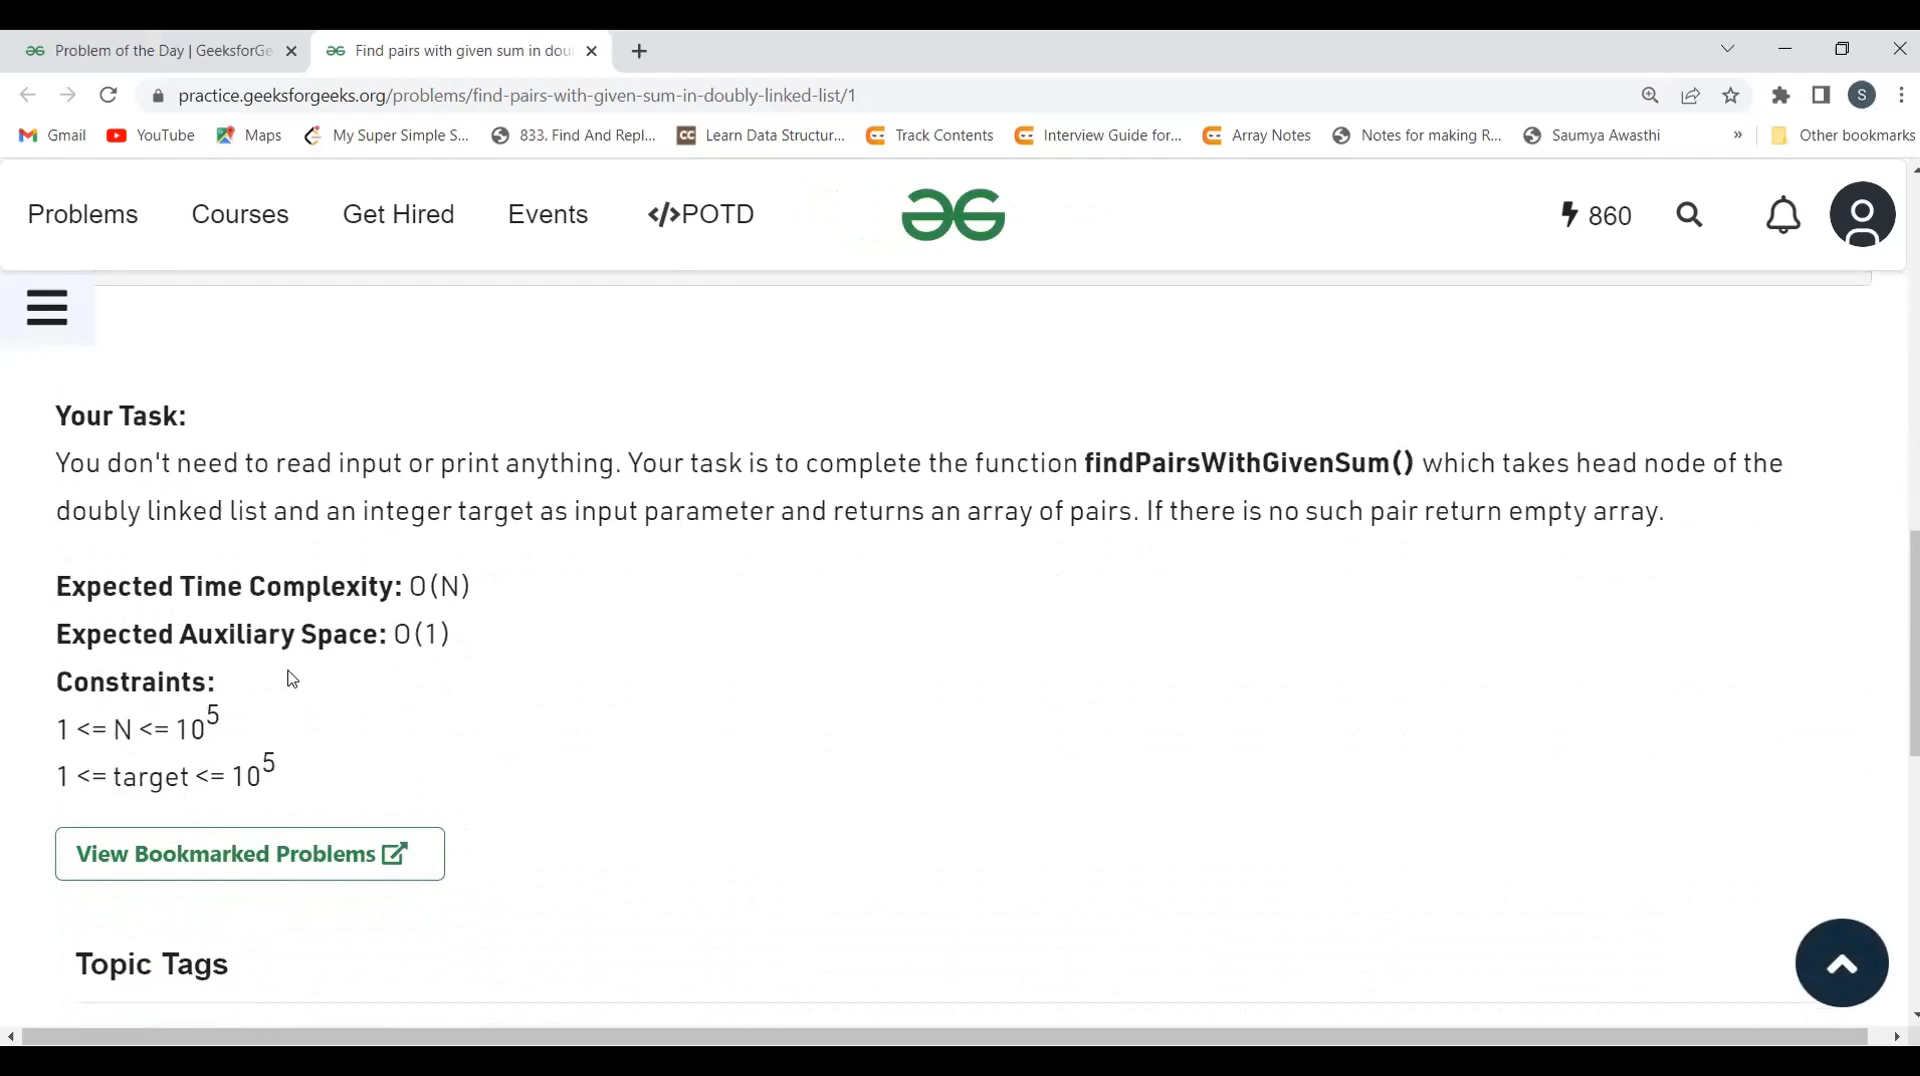 Problem of the Day | GeeksforGe
Find pairs with given sum in dou
practice.geeksforgeeks.org/problems/find-pairs-with-given-sum-in-doubly-linked-list/1
S
Gmail
YouTube
Maps
My Super Simple S...
833. Find And Repl...
CC
Learn Data Structur...
Track Contents
Interview Guide for...
Array Notes
Notes for making R...
Saumya Awasthi
»
Other bookmarks
Problems
Courses
Get Hired
Events
</>POTD
860
Your Task:
You don't need to read input or print anything. Your task is to complete the function findPairsWithGivenSum() which takes head node of the
doubly linked list and an integer target as input parameter and returns an array of pairs. If there is no such pair return empty array.
Expected Time Complexity: O(N)
Expected Auxiliary Space: O(1)
Constraints:
1 <= N <= 10^5
1 <= target <= 10^5
View Bookmarked Problems
Topic Tags